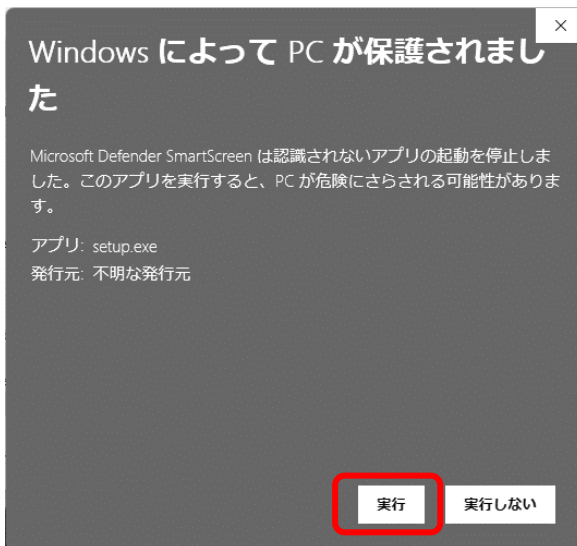 Windows によって PC が保護されまし
た
Microsoft Defender SmartScreen は認識されないアプリの起動を停止しま
した。このアプリを実行すると、PC が危険にさらされる可能性がありま
す。
アプリ: setup.exe
発行元: 不明な発行元
実行 実行しない